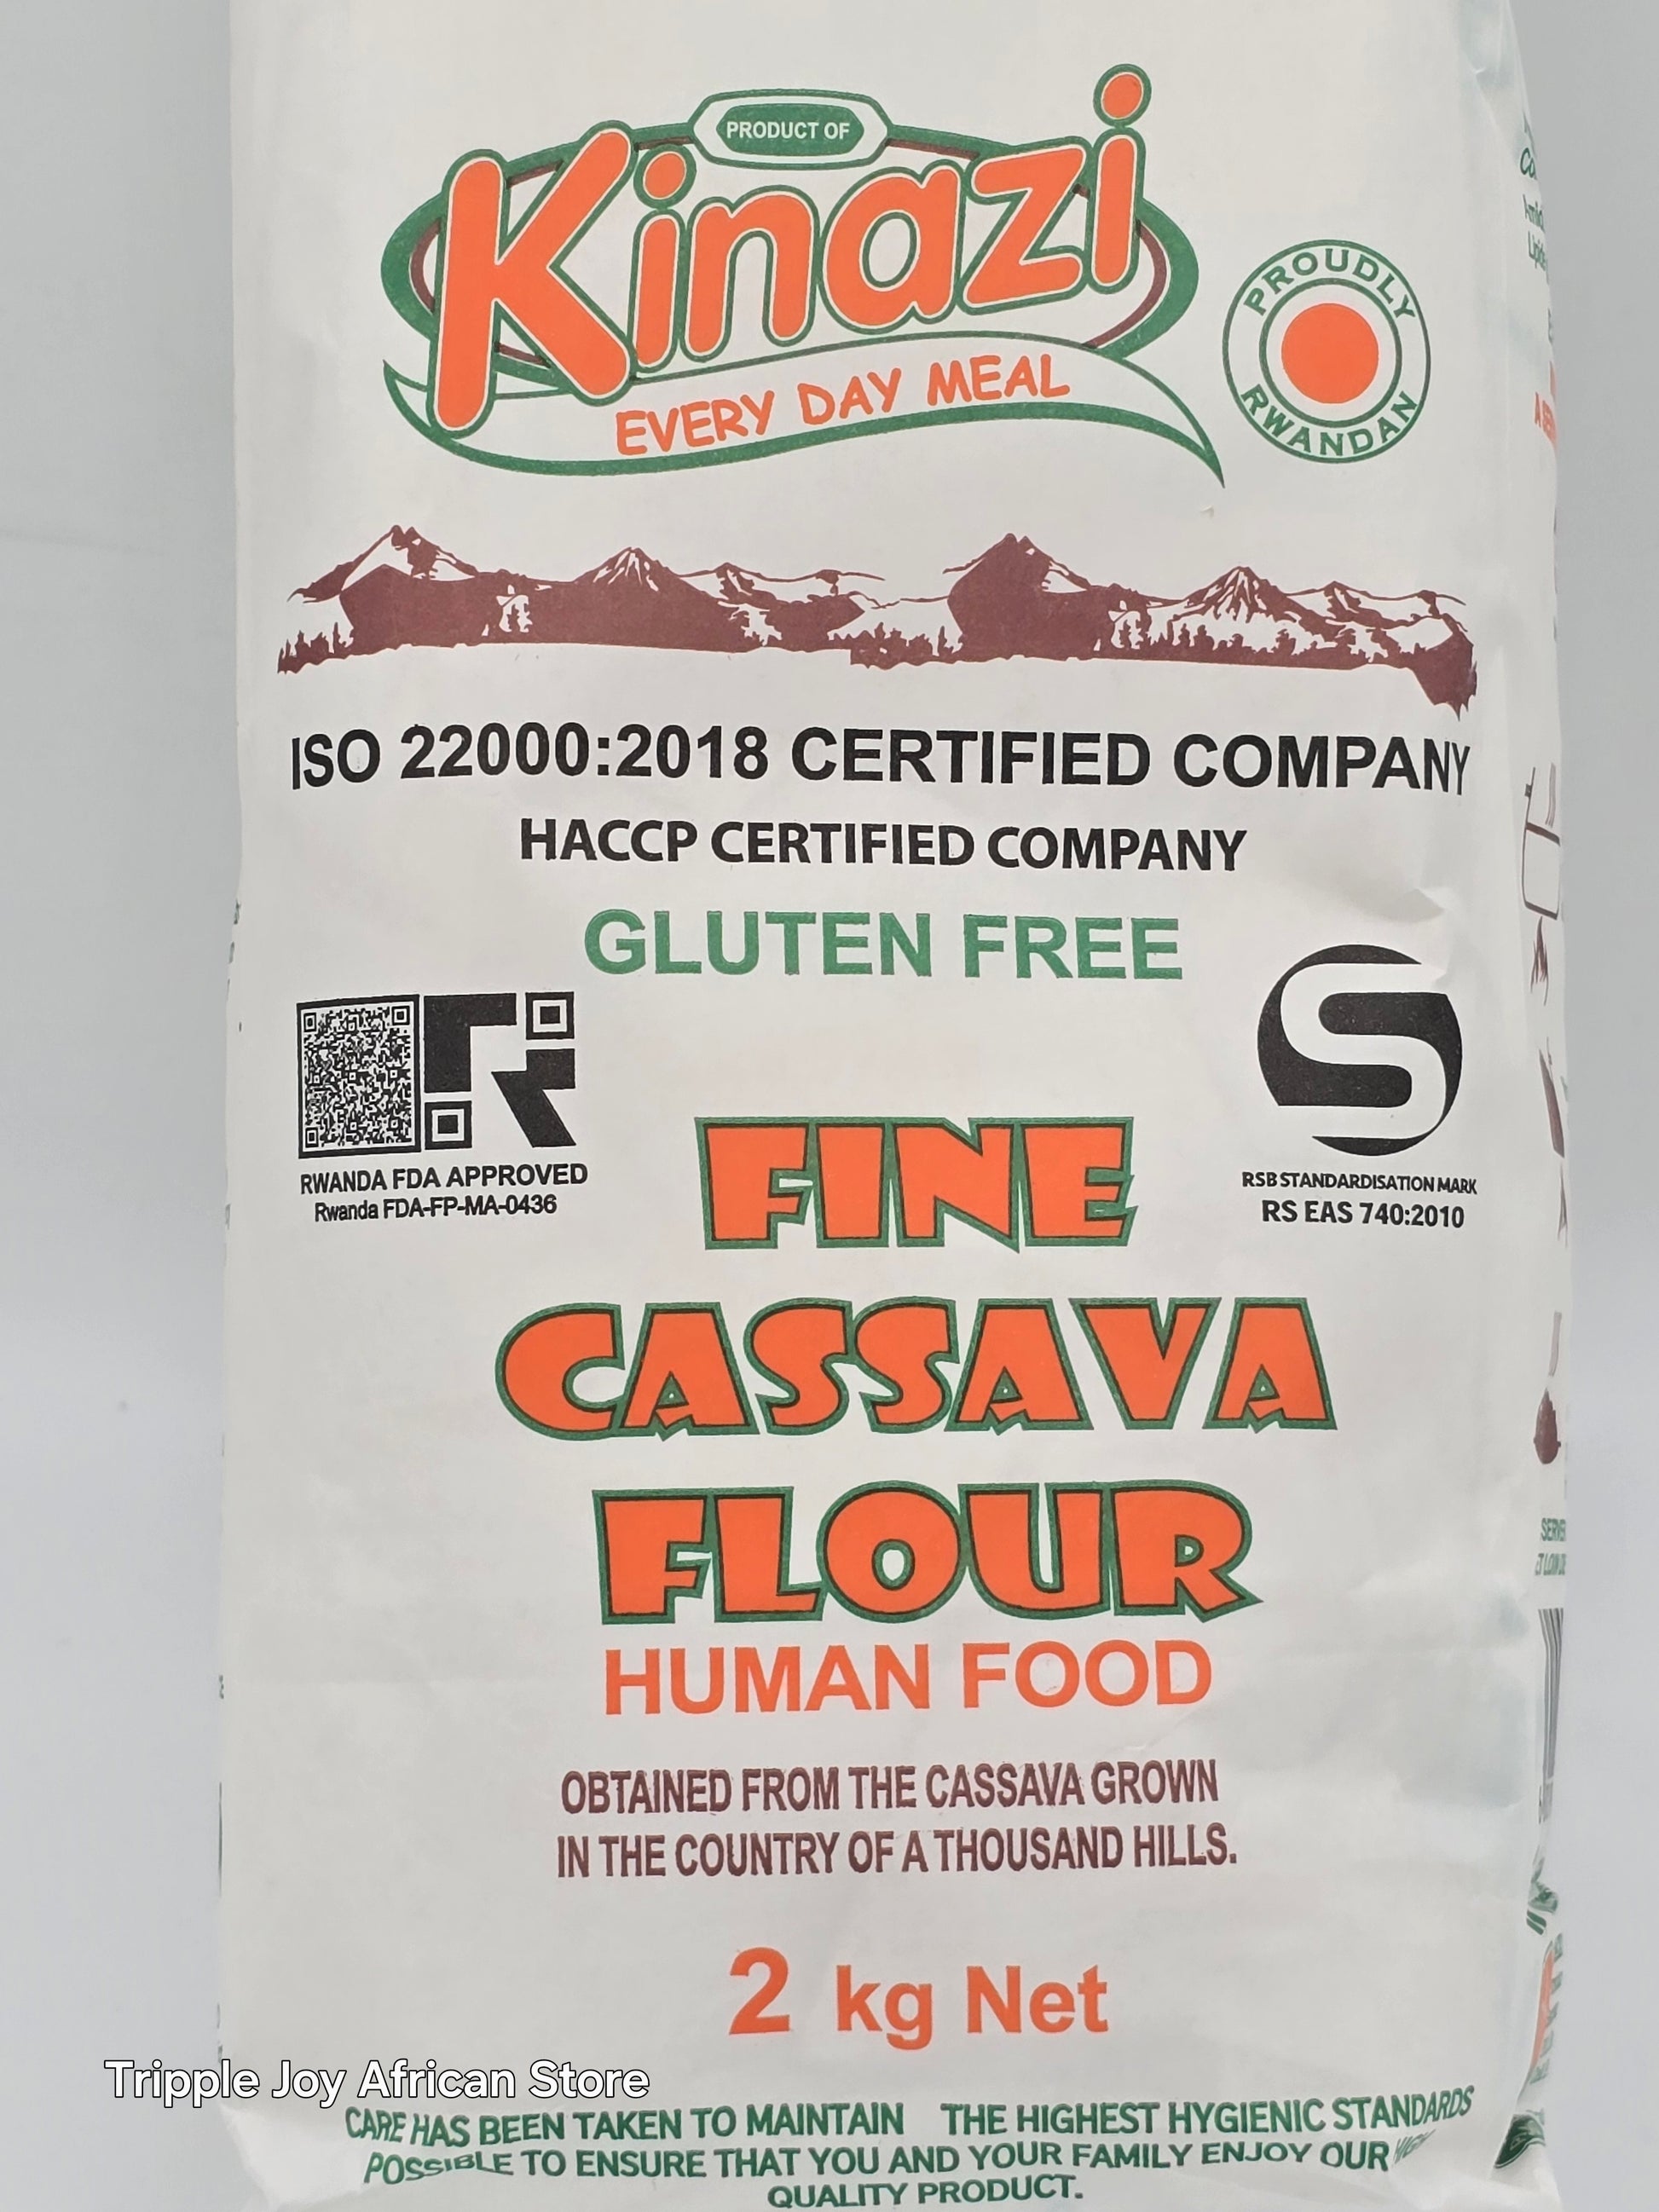 PRODUCT OF
Kinazi
EVERY DAY MEAL
PROUDLY
RWANDAN
ISO 22000:2018 CERTIFIED COMPANY
HACCP CERTIFIED COMPANY
GLUTEN FREE
RWANDA FDA APPROVED
Rwanda FDA-FP-MA-0436
S
RSB STANDARDISATION MARK
RS EAS 740:2010
FINE
CASSAVA
FLOUR
HUMAN FOOD
OBTAINED FROM THE CASSAVA GROWN
IN THE COUNTRY OF A THOUSAND HILLS.
2 kg Net
Tripple Joy African Store
CARE HAS BEEN TAKEN TO MAINTAIN THE HIGHEST HYGIENIC STANDARDS
POSSIBLE TO ENSURE THAT YOU AND YOUR FAMILY ENJOY OUR
QUALITY PRODUCT.